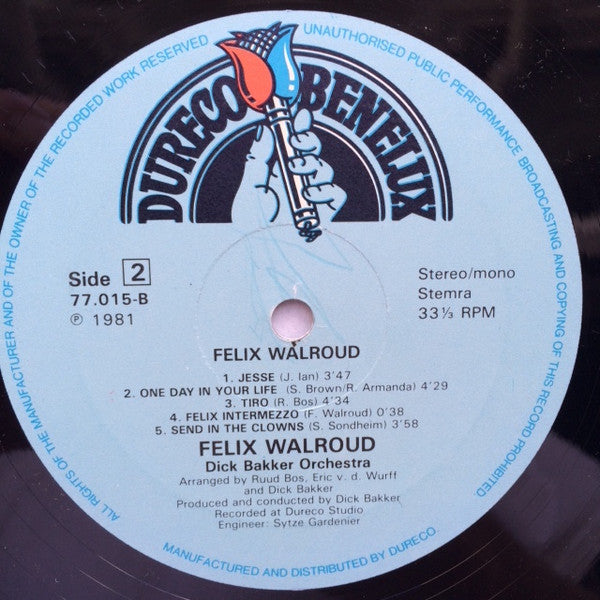 ALL RIGHTS OF THE MANUFACTURER AND OF THE OWNER OF THE RECORDED WORK RESERVED
UNAUTHORISED PUBLIC PERFORMANCE BROADCASTING AND COPYING OF THIS RECORD PROHIBITED
DURECO BENELUX
Side 2
77.015-B
℗ 1981
Stereo/mono
Stemra
33⅓ RPM
FELIX WALROUD
1. JESSE (J. Ian) 3'47
2. ONE DAY IN YOUR LIFE (S. Brown/R. Armanda) 4'29
3. TIRO (R. Bos) 4'34
4. FELIX INTERMEZZO (F. Walroud) 0'38
5. SEND IN THE CLOWNS (S. Sondheim) 3'58
FELIX WALROUD
Dick Bakker Orchestra
Arranged by Ruud Bos, Eric v. d. Wurff
and Dick Bakker
Produced and conducted by Dick Bakker
Recorded at Dureco Studio
Engineer: Sytze Gardenier
MANUFACTURED AND DISTRIBUTED BY DURECO